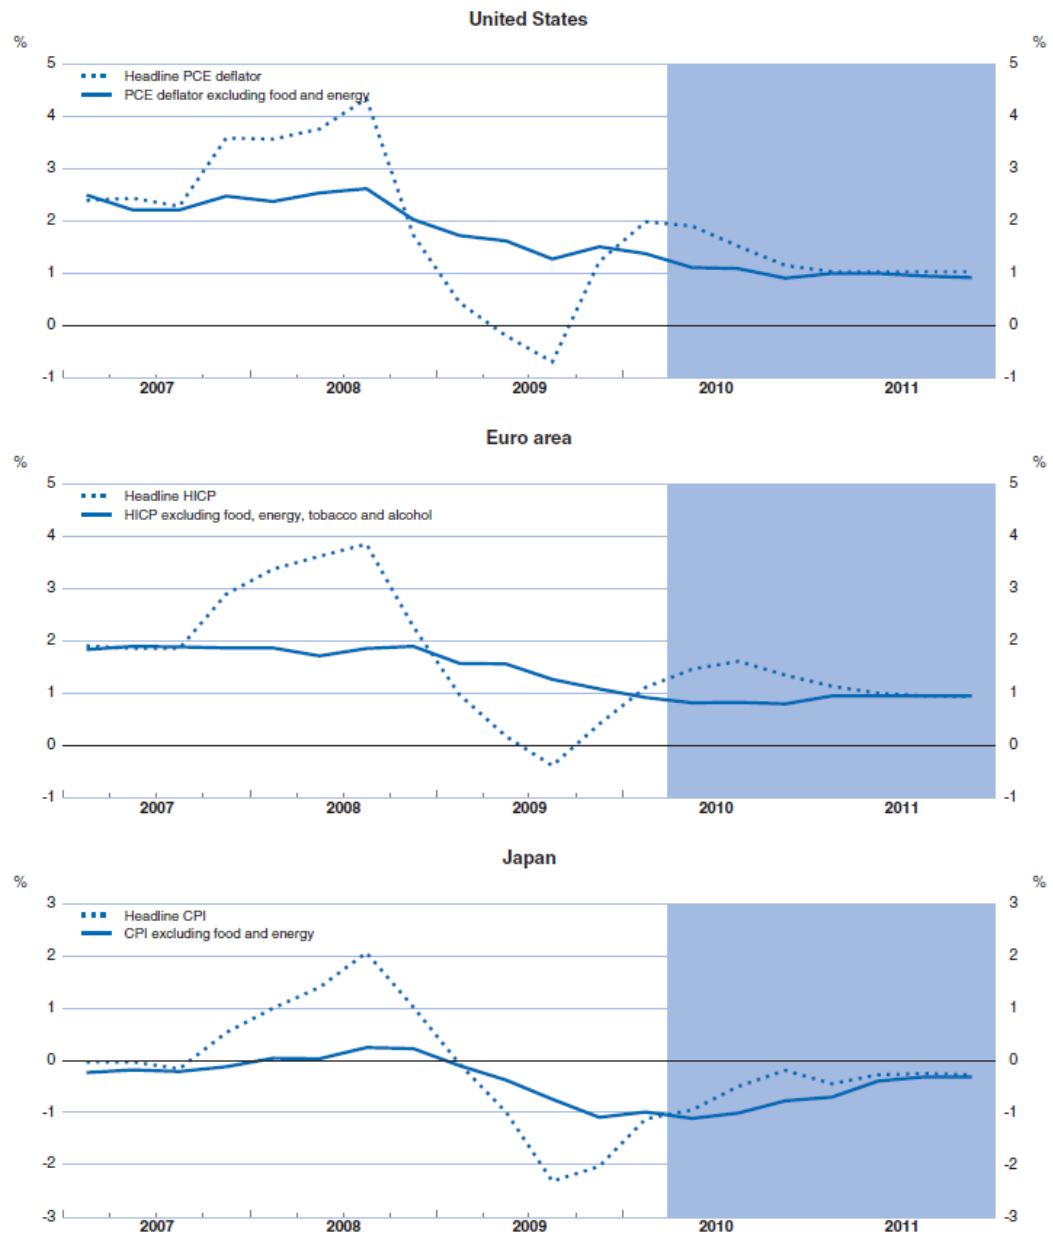 United States
% %
5 5
Headline PCE deflator
PCE deflator excluding food and energy
4 4
3 3
2 2
1 1
0 0
-1 -1
2007 2008 2009 2010 2011
Euro area
% %
5 5
Headline HICP
HICP excluding food, energy, tobacco and alcohol
4 4
3 3
2 2
1 1
0 0
-1 -1
2007 2008 2009 2010 2011
Japan
% %
3 3
Headline CPI
CPI excluding food and energy
2 2
1 1
0 0
-1 -1
-2 -2
-3 -3
2007 2008 2009 2010 2011